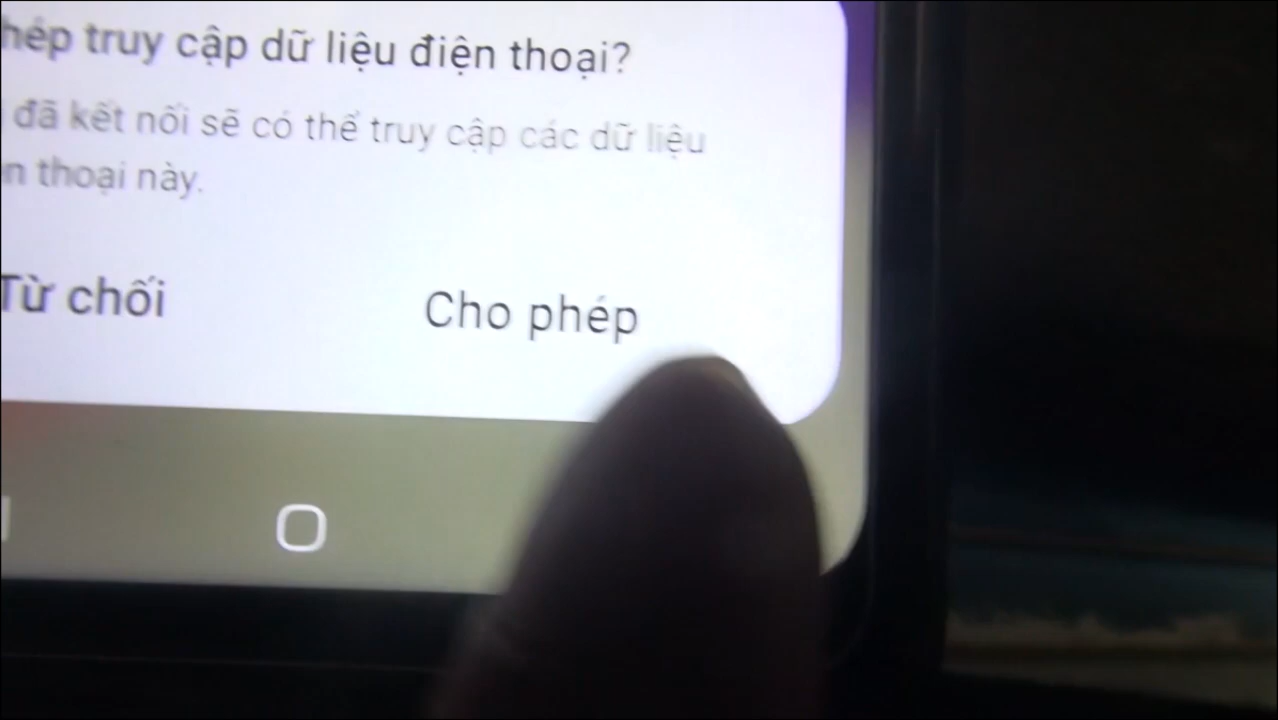 hép truy cập dữ liệu điện thoại?
đã kết nối sẽ có thể truy cập các dữ liệu
n thoại này.
Từ chối
Cho phép